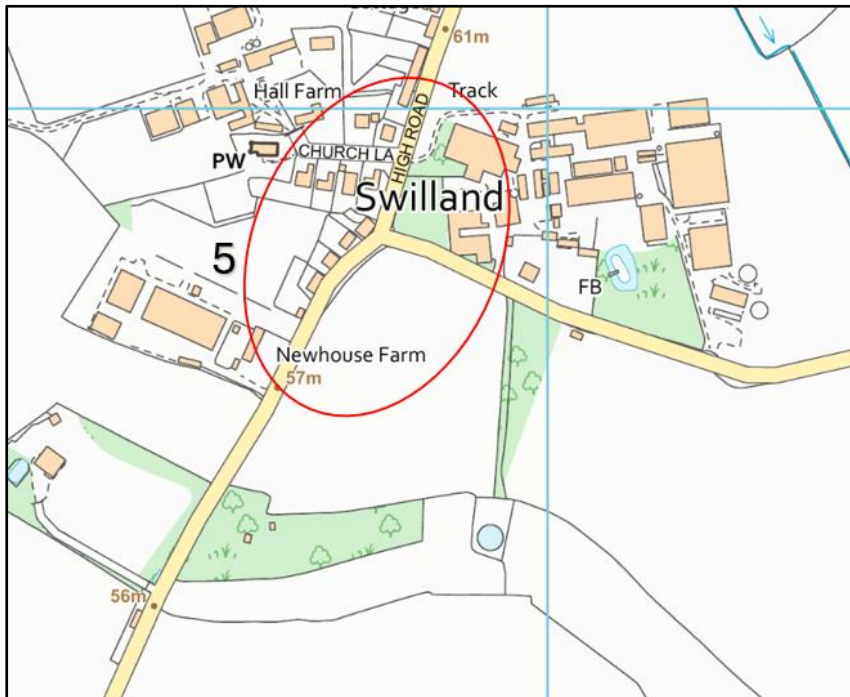 61m
Hall Farm
Track
HIGH ROAD
PW
CHURCH LA
Swilland
5
FB
Newhouse Farm
57m
56m